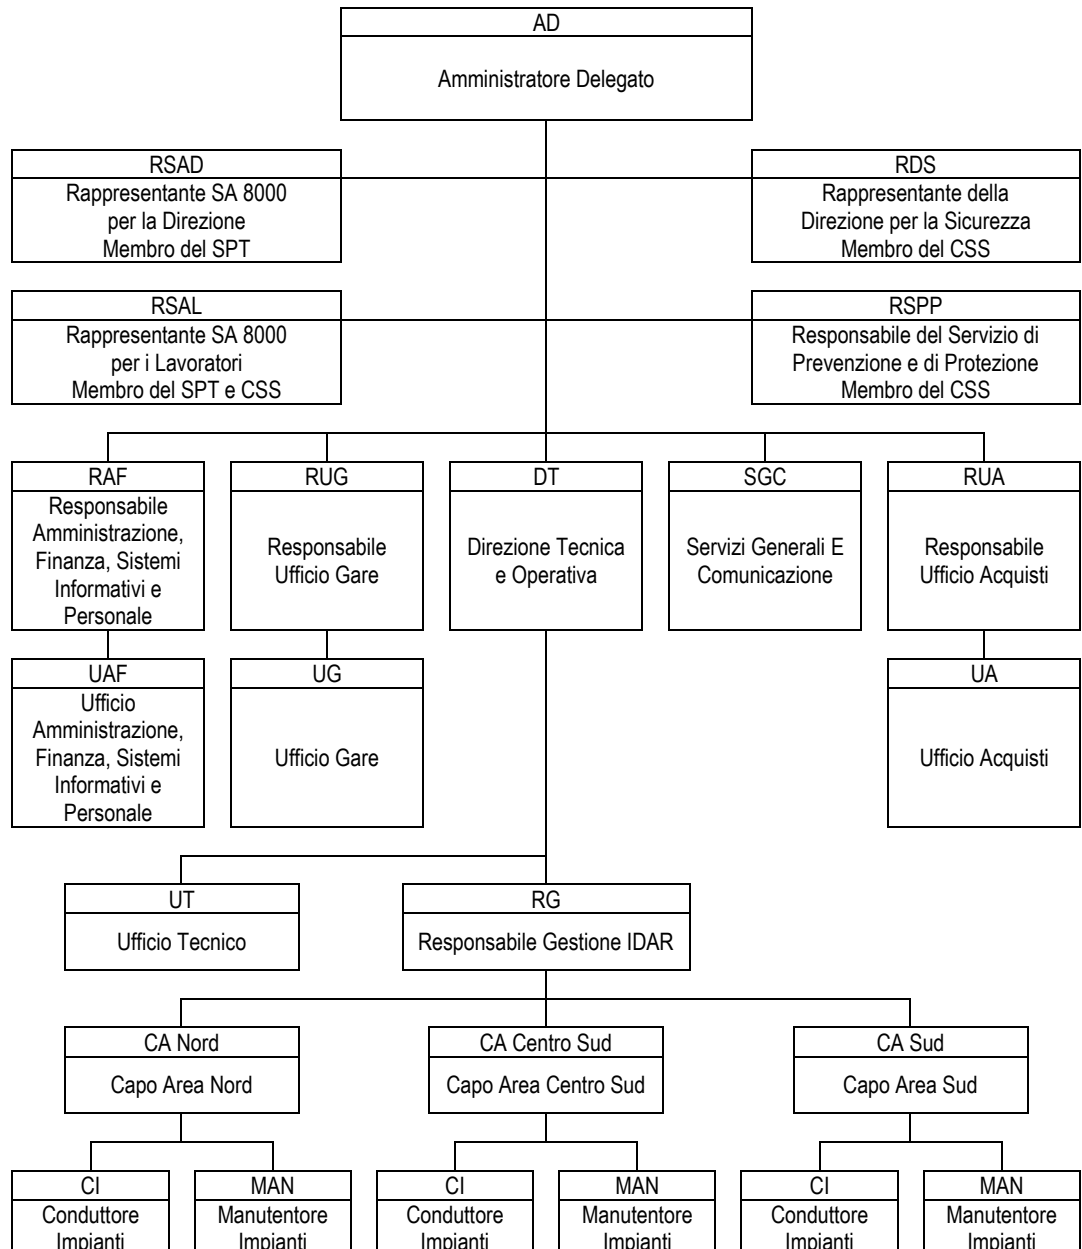 AD
Amministratore Delegato
RSAD
Rappresentante SA 8000
per la Direzione
Membro del SPT
RDS
Rappresentante della
Direzione per la Sicurezza
Membro del CSS
RSAL
Rappresentante SA 8000
per i Lavoratori
Membro del SPT e CSS
RSPP
Responsabile del Servizio di
Prevenzione e di Protezione
Membro del CSS
RAF
Responsabile
Amministrazione,
Finanza, Sistemi
Informativi e
Personale
RUG
Responsabile
Ufficio Gare
DT
Direzione Tecnica
e Operativa
SGC
Servizi Generali E
Comunicazione
RUA
Responsabile
Ufficio Acquisti
UAF
Ufficio
Amministrazione,
Finanza, Sistemi
Informativi e
Personale
UG
Ufficio Gare
UA
Ufficio Acquisti
UT
Ufficio Tecnico
RG
Responsabile Gestione IDAR
CA Nord
Capo Area Nord
CA Centro Sud
Capo Area Centro Sud
CA Sud
Capo Area Sud
CI
Conduttore
Impianti
MAN
Manutentore
Impianti
CI
Conduttore
Impianti
MAN
Manutentore
Impianti
CI
Conduttore
Impianti
MAN
Manutentore
Impianti